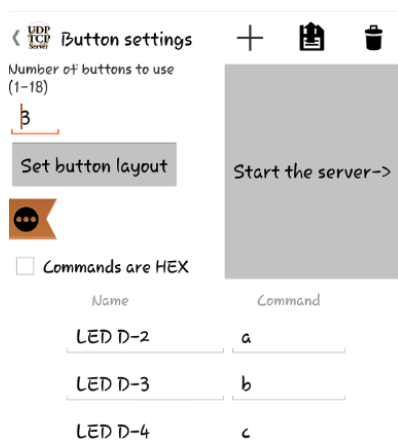 UDP
TCP
Server
Button settings
Number of buttons to use
(1-18)
3
Set button layout
Start the server->
Commands are HEX
Name Command
LED D-2 a
LED D-3 b
LED D-4 c